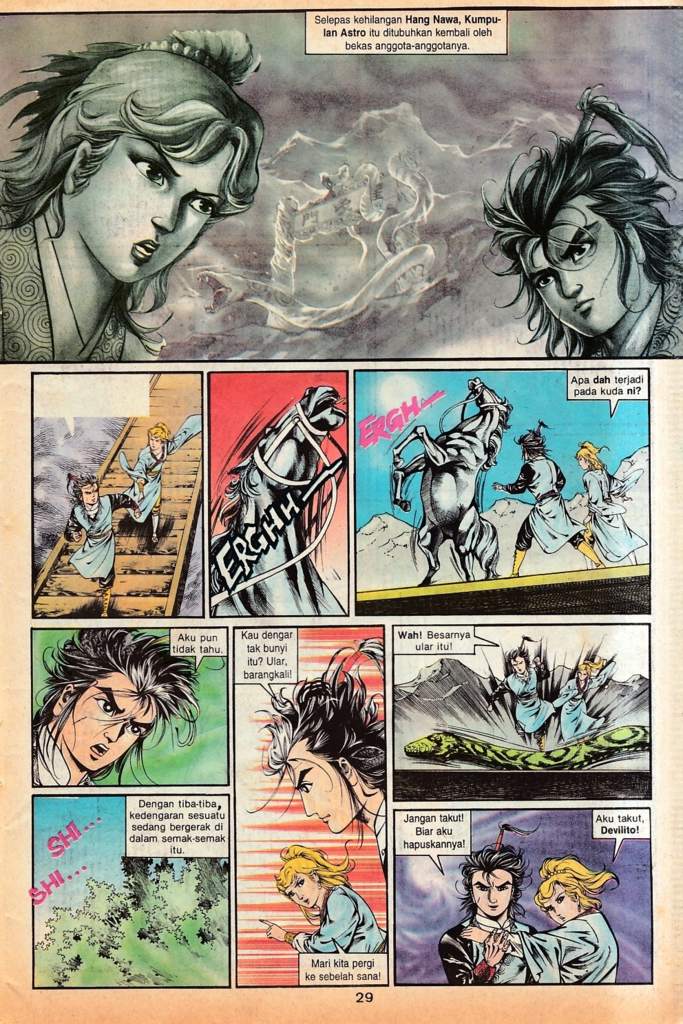 Selepas kehilangan Hang Nawa, Kumpu-
lan Astro itu ditubuhkan kembali oleh
bekas anggota-anggotanya.
ERGHH
ERGH
Apa dah terjadi
pada kuda ni?
Aku pun
tidak tahu.
Kau dengar
tak bunyi
itu? Ular,
barangkali!
Mari kita pergi
ke sebelah sana!
Wah! Besarnya
ular itu!
Dengan tiba-tiba,
kedengaran sesuatu
sedang bergerak di
dalam semak-semak
itu.
SHI...
SHI...
Jangan takut!
Biar aku
hapuskannya!
Aku takut,
Devilito!
29